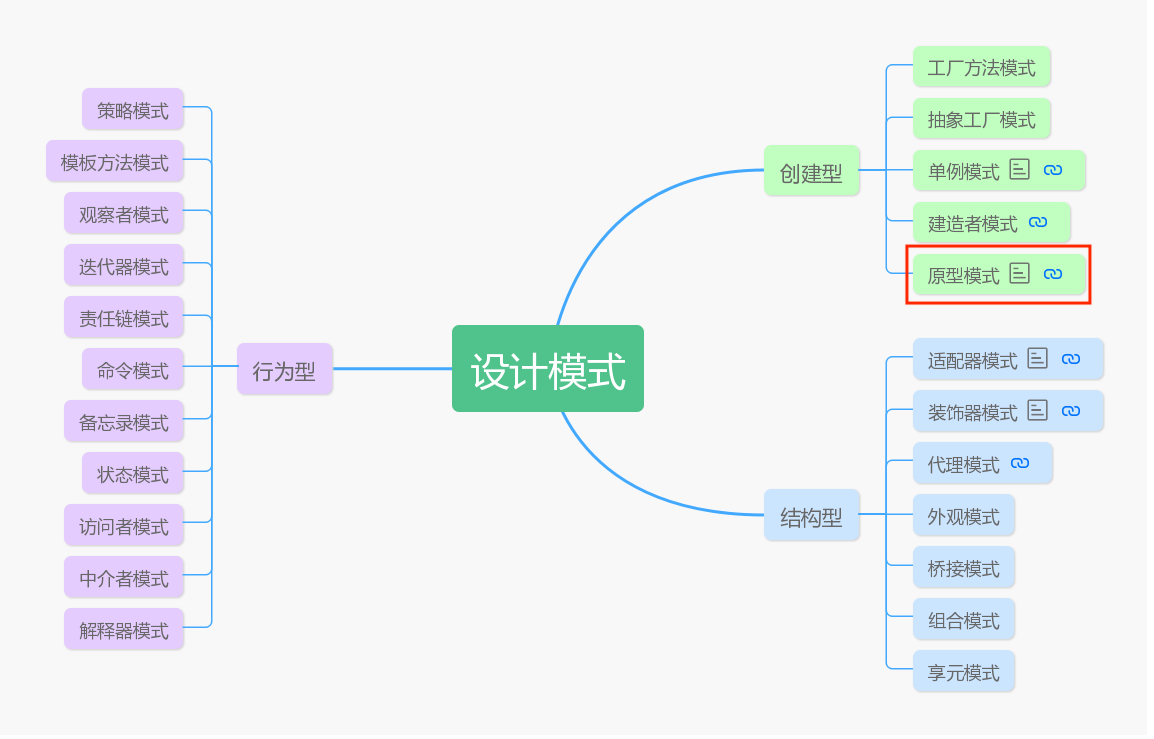 设计模式
创建型
工厂方法模式
抽象工厂模式
单例模式
建造者模式
原型模式
结构型
适配器模式
装饰器模式
代理模式
外观模式
桥接模式
组合模式
享元模式
行为型
策略模式
模板方法模式
观察者模式
迭代器模式
责任链模式
命令模式
备忘录模式
状态模式
访问者模式
中介者模式
解释器模式